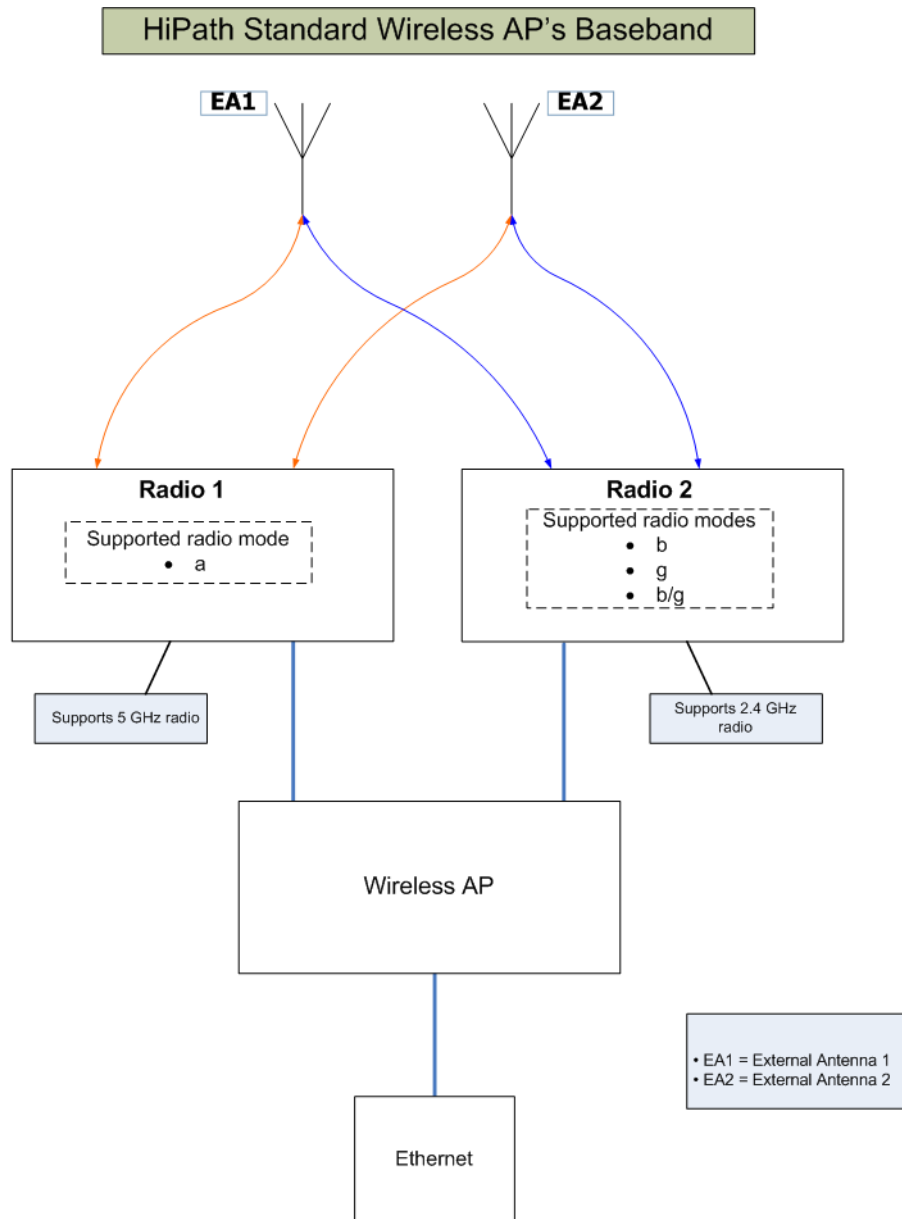 HiPath Standard Wireless AP's Baseband
EA1
EA2
Radio 1
Supported radio mode
• a
Radio 2
Supported radio modes
• b
• g
• b/g
Supports 5 GHz radio
Supports 2.4 GHz
radio
Wireless AP
• EA1 = External Antenna 1
• EA2 = External Antenna 2
Ethernet